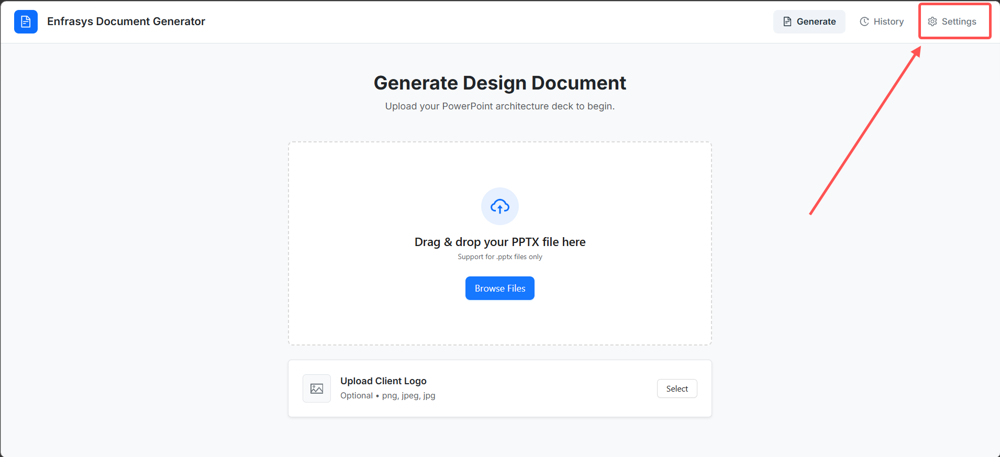 Enfrasys Document Generator
Generate
History
Settings
Generate Design Document
Upload your PowerPoint architecture deck to begin.
Drag & drop your PPTX file here
Support for .pptx files only
Browse Files
Upload Client Logo
Optional • png, jpeg, jpg
Select